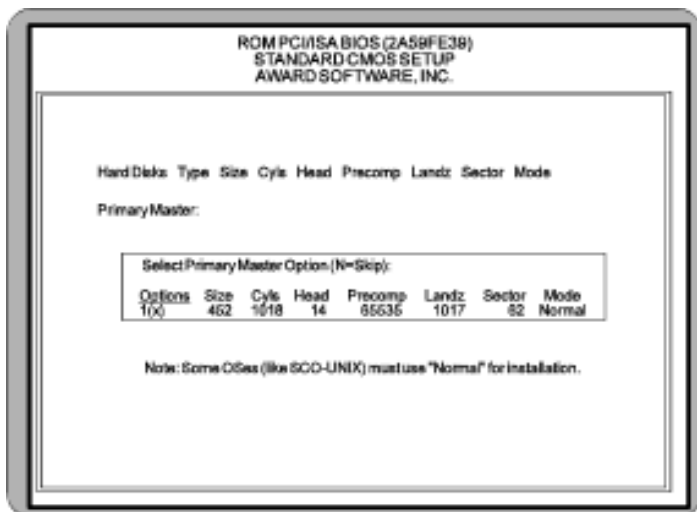 ROM PCI/ISA BIOS (2A59FE39)
STANDARD CMOS SETUP
AWARD SOFTWARE, INC.
Hard Disks Type Size Cyls Head Precomp Landz Sector Mode
Primary Master:
Select Primary Master Option (N=Skip):
Options Size Cyls Head Precomp Landz Sector Mode
1(x) 452 1018 14 65535 1017 62 Normal
Note: Some OSes (like SCO-UNIX) must use "Normal" for installation.